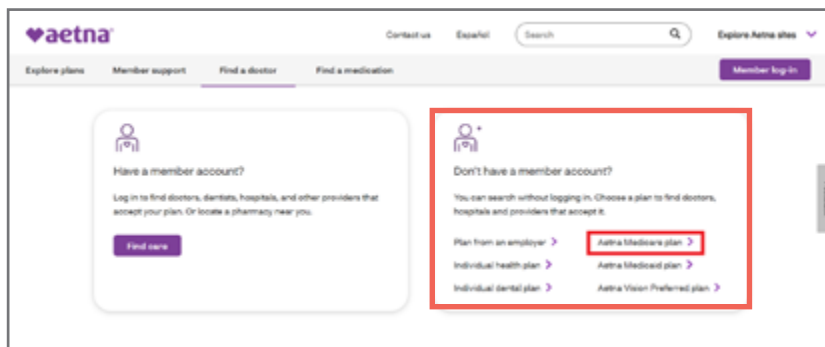 aetna
Contact us Español Search Explore Aetna sites
Explore plans Member support Find a doctor Find a medication Member log-in
Have a member account?
Log in to find doctors, dentists, hospitals, and other providers that
accept your plan. Or locate a pharmacy near you.
Find care
Don't have a member account?
You can search without logging in. Choose a plan to find doctors,
hospitals and providers that accept it.
Plan from an employer Aetna Medicare plan
Individual health plan Aetna Medicaid plan
Individual dental plan Aetna Vision Preferred plan